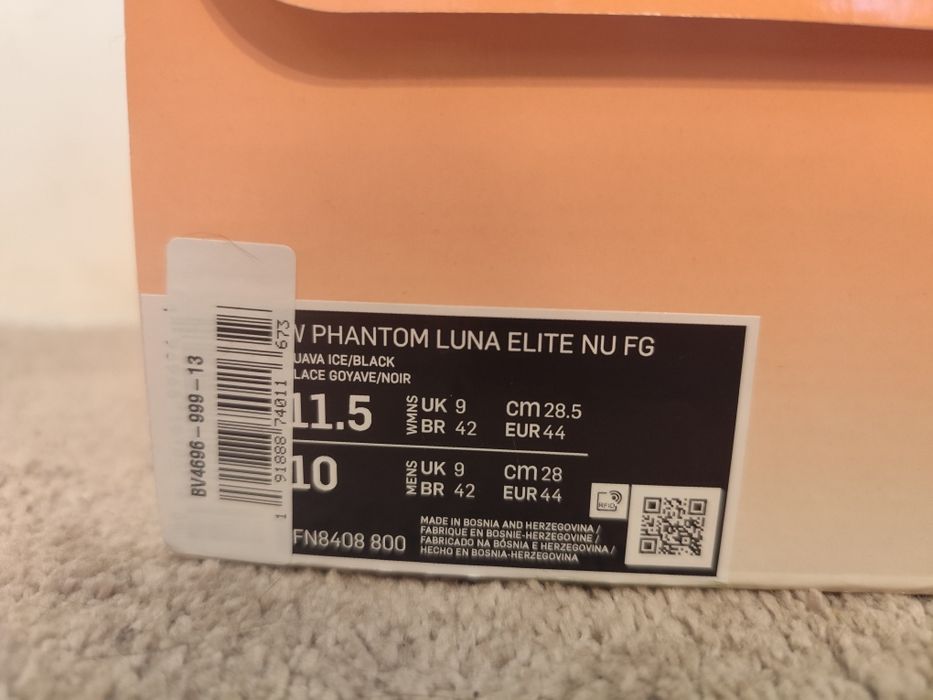 W PHANTOM LUNA ELITE NU FG
UAVA ICE/BLACK
LACE GOYAVE/NOIR
11.5 WMNS UK 9 cm 28.5
BR 42 EUR 44
10 MENS UK 9 cm 28
BR 42 EUR 44
RFID
FN8408 800
MADE IN BOSNIA AND HERZEGOVINA /
FABRIQUE EN BOSNIE-HERZEGOVINE /
FABRICADO NA BÓSNIA E HERZEGOVINA /
HECHO EN BOSNIA-HERZEGOVINA
BV4696-999-13
1 91888 74011 673